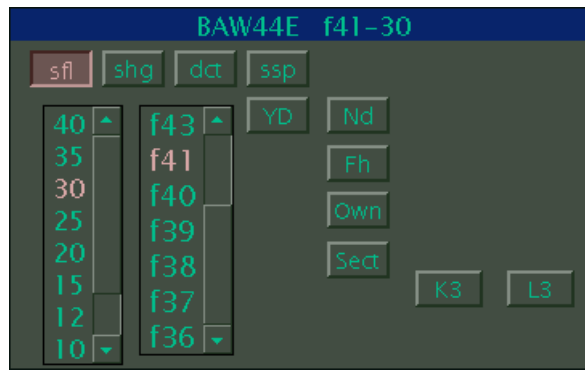 BAW44E f41-30
sfl shg dct ssp
YD Nd
40 f43
35 f41
Fh
30 f40
Own
25 f39
20 f38
Sect
15 f37
K3 L3
12 f36
10